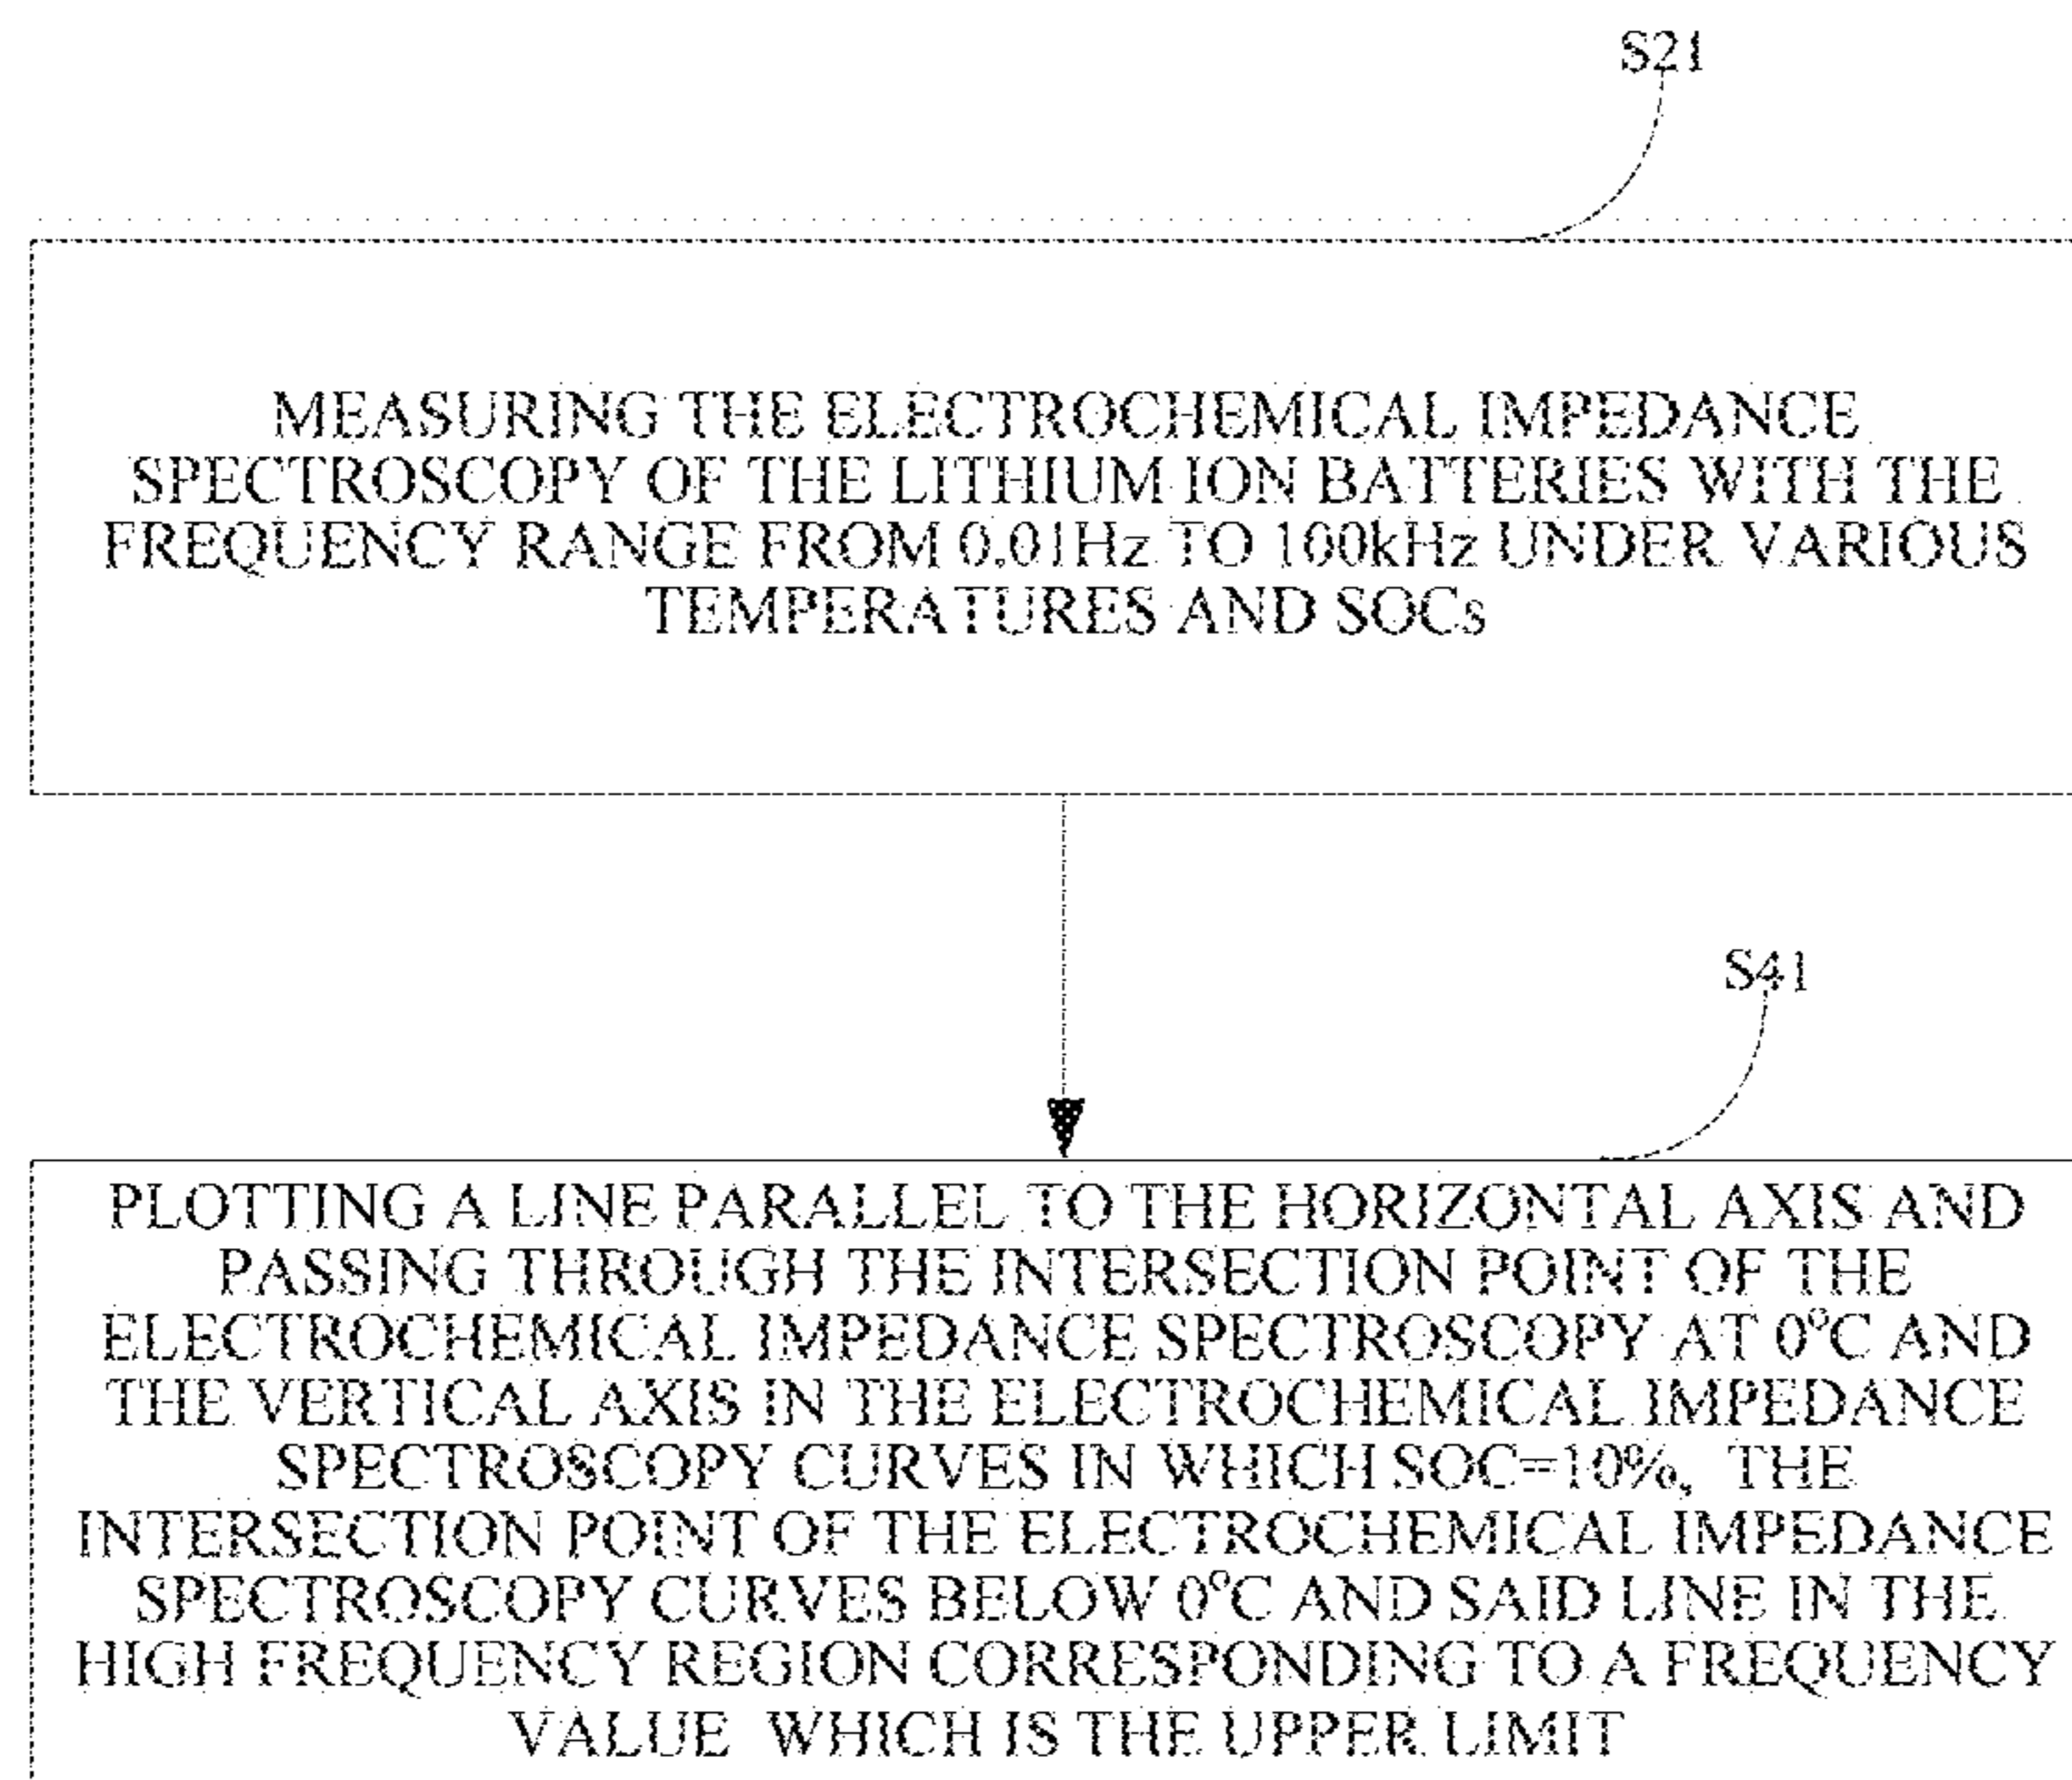 S21
MEASURING THE ELECTROCHEMICAL IMPEDANCE
SPECTROSCOPY OF THE LITHIUM ION BATTERIES WITH THE
FREQUENCY RANGE FROM 0.01Hz TO 100kHz UNDER VARIOUS
TEMPERATURES AND SOCs
S41
PLOTTING A LINE PARALLEL TO THE HORIZONTAL AXIS AND
PASSING THROUGH THE INTERSECTION POINT OF THE
ELECTROCHEMICAL IMPEDANCE SPECTROSCOPY AT 0°C AND
THE VERTICAL AXIS IN THE ELECTROCHEMICAL IMPEDANCE
SPECTROSCOPY CURVES IN WHICH SOC=10%, THE
INTERSECTION POINT OF THE ELECTROCHEMICAL IMPEDANCE
SPECTROSCOPY CURVES BELOW 0°C AND SAID LINE IN THE
HIGH FREQUENCY REGION CORRESPONDING TO A FREQUENCY
VALUE WHICH IS THE UPPER LIMIT